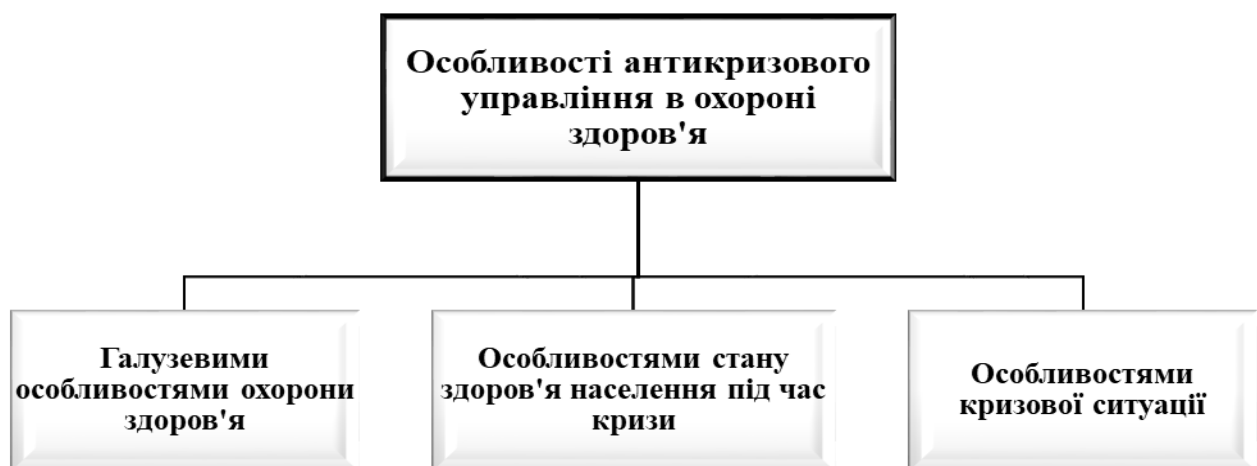 Особливості антикризового
управління в охороні
здоров'я
Галузевими
особливостями охорони
здоров'я
Особливостями стану
здоров'я населення під час
кризи
Особливостями
кризової ситуації